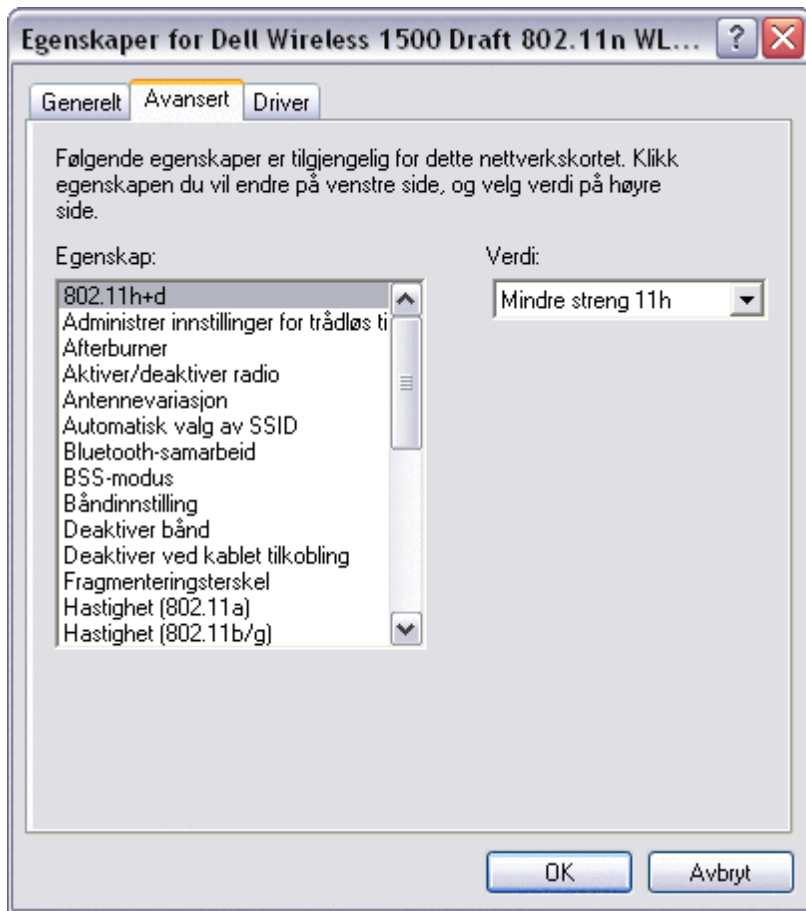 Egenskaper for Dell Wireless 1500 Draft 802.11n WL...
Generelt
Avansert
Driver
Følgende egenskaper er tilgjengelig for dette nettverkskortet. Klikk
egenskapen du vil endre på venstre side, og velg verdi på høyre
side.
Egenskap:
802.11h+d
Administrer innstillinger for trådløs ti
Afterburner
Aktiver/deaktiver radio
Antennevariasjon
Automatisk valg av SSID
Bluetooth-samarbeid
BSS-modus
Båndinnstilling
Deaktiver bånd
Deaktiver ved kablet tilkobling
Fragmenteringsterskel
Hastighet (802.11a)
Hastighet (802.11b/g)
Verdi:
Mindre streng 11h
OK
Avbryt